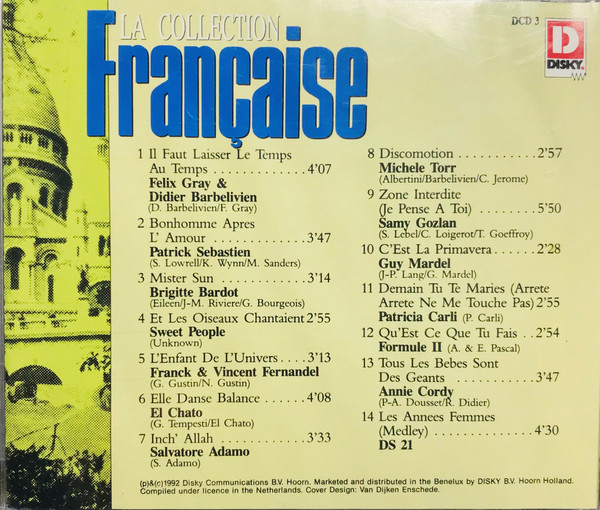 LA COLLECTION
Française
DCD 3
D
DISKY.
1 Il Faut Laisser Le Temps
Au Temps . . . . . . . . . . . . . 4'07
Felix Gray &
Didier Barbelivien
(D. Barbelivien/F. Gray)
2 Bonhomme Apres
L' Amour . . . . . . . . . . . . 3'47
Patrick Sebastien
(S. Lowrell/K. Wynn/M. Sanders)
3 Mister Sun . . . . . . . . . . . 3'14
Brigitte Bardot
(Eileen/J-M. Riviere/G. Bourgeois)
4 Et Les Oiseaux Chantaient 2'55
Sweet People
(Unknown)
5 L'Enfant De L'Univers . . . . 3'13
Franck & Vincent Fernandel
(G. Gustin/N. Gustin)
6 Elle Danse Balance . . . . . . 4'08
El Chato
(G. Tempesti/El Chato)
7 Inch' Allah . . . . . . . . . . . . 3'33
Salvatore Adamo
(S. Adamo)
8 Discomotion . . . . . . . . . . . 2'57
Michele Torr
(Albertini/Barbelivien/C. Jerome)
9 Zone Interdite
(Je Pense A Toi) . . . . . . . . 5'50
Samy Gozlan
(S. Lebel/C. Loigerot/T. Goeffroy)
10 C'Est La Primavera . . . . . . 2'28
Guy Mardel
(J-P. Lang/G. Mardel)
11 Demain Tu Te Maries (Arrete
Arrete Ne Me Touche Pas) 2'55
Patricia Carli (P. Carli)
12 Qu'Est Ce Que Tu Fais . . 2'54
Formule II (A. & E. Pascal)
13 Tous Les Bebes Sont
Des Geants . . . . . . . . . . . 3'47
Annie Cordy
(P-A. Dousset/R. Didier)
14 Les Annees Femmes
(Medley) . . . . . . . . . . . . . 4'30
DS 21
(p)&(c)1992 Disky Communications B.V. Hoorn. Marketed and distributed in the Benelux by DISKY B.V. Hoorn Holland.
Compiled under licence in the Netherlands. Cover Design: Van Dijken Enschede.